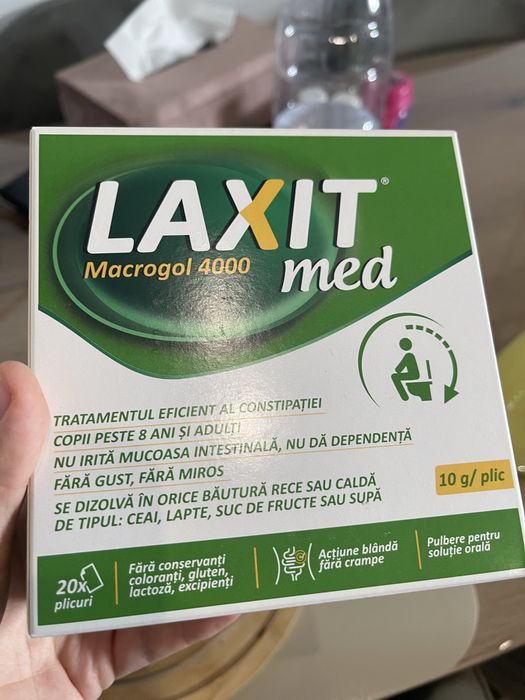 LAXIT®
Macrogol 4000
med
TRATAMENTUL EFICIENT AL CONSTIPAȚIEI
COPII PESTE 8 ANI ȘI ADULȚI
NU IRITĂ MUCOASA INTESTINALĂ, NU DĂ DEPENDENȚĂ
FĂRĂ GUST, FĂRĂ MIROS
SE DIZOLVĂ ÎN ORICE BĂUTURĂ RECE SAU CALDĂ
DE TIPUL: CEAI, LAPTE, SUC DE FRUCTE SAU SUPĂ
10 g/ plic
20x
plicuri
Fără conservanți
coloranți, gluten,
lactoză, excipienți
Acțiune blândă
fără crampe
Pulbere pentru
soluție orală